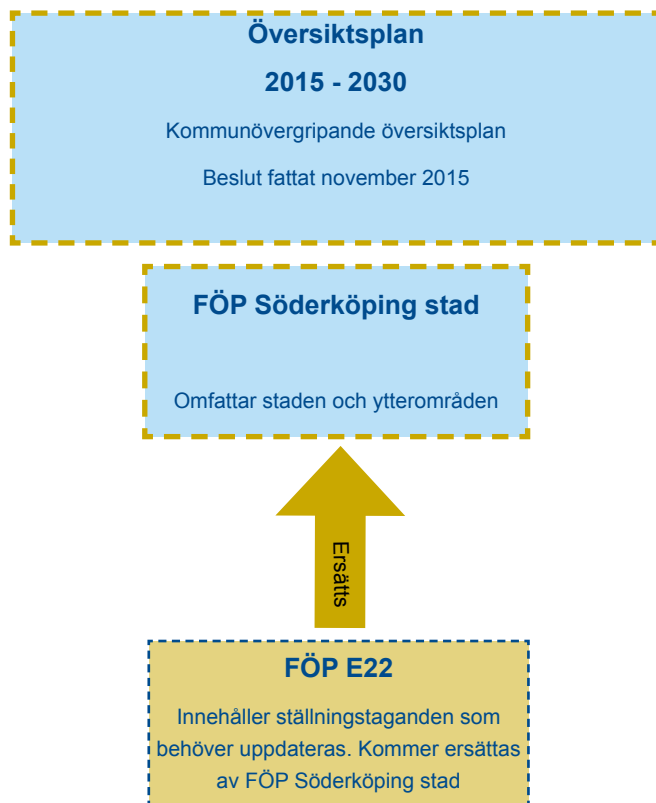 Översiktsplan
2015 - 2030
Kommunövergripande översiktsplan
Beslut fattat november 2015
FÖP Söderköping stad
Omfattar staden och ytterområden
Ersätts
FÖP E22
Innehåller ställningstaganden som
behöver uppdateras. Kommer ersättas
av FÖP Söderköping stad